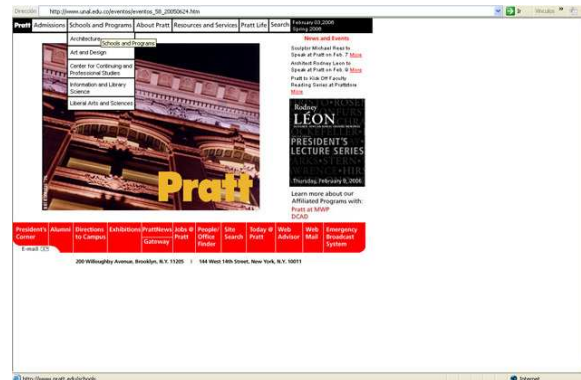 Dirección http://www.unal.edu.co/eventos/eventos_50_20050624.htm
Vínculos
Pratt Admissions Schools and Programs About Pratt Resources and Services Pratt Life Search February 03,2006
Spring 2006
Architecture
Schools and Programs
Art and Design
Center for Continuing and
Professional Studies
Information and Library
Science
Liberal Arts and Sciences
Pratt
News and Events
Sculptor Michael Rees to
Speak at Pratt on Feb. 7 More
Architect Rodney Leon to
Speak at Pratt on Feb. 9 More
Pratt to Kick Off Faculty
Reading Series at Prattstore
More
Rodney
LÉON
PRESIDENT'S
LECTURE SERIES
Thursday, February 9, 2006
Learn more about our
Affiliated Programs with:
Pratt at MWP
DCAD
President's Corner
Alumni
Directions to Campus
Exhibitions
PrattNews
Gateway
Jobs @ Pratt
People/Office Finder
Site Search
Today @ Pratt
Web Advisor
Web Mail
Emergency Broadcast System
E-mail
200 Willoughby Avenue, Brooklyn, N.Y. 11205 | 144 West 14th Street, New York, N.Y. 10011
http://www.pratt.edu/schools
Internet